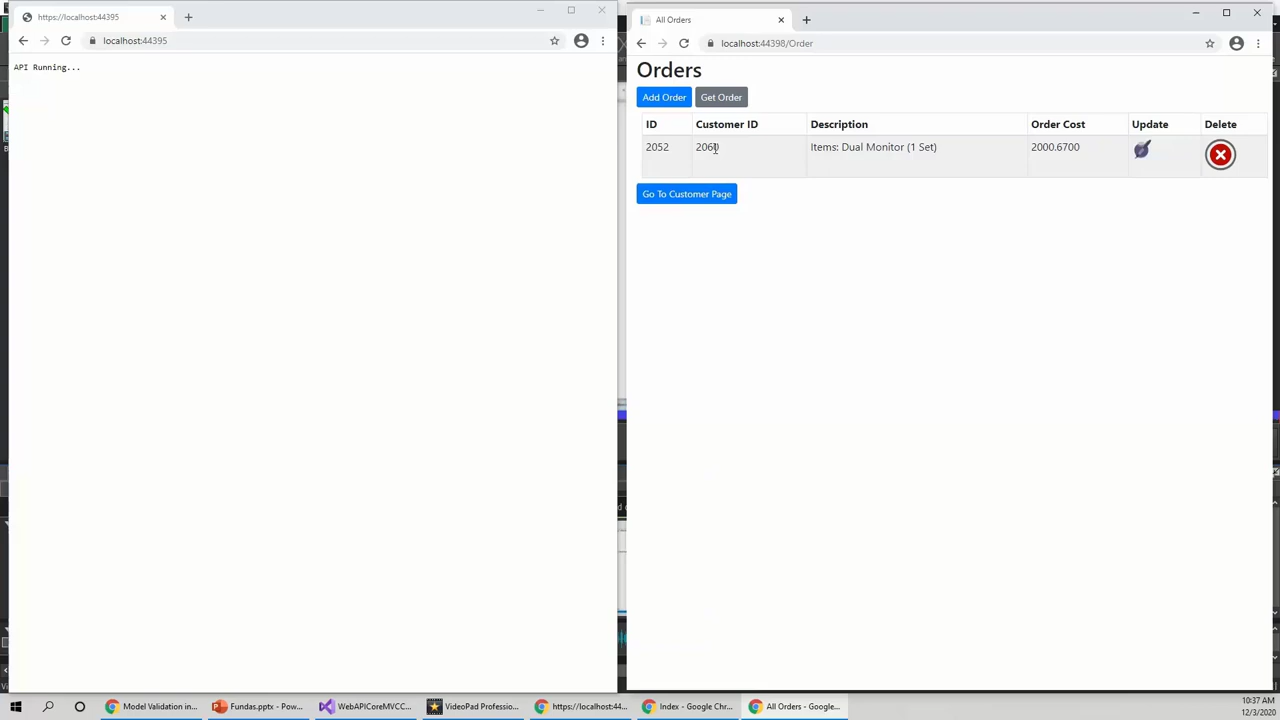 https://localhost:44395
localhost:44395
API Running...
All Orders
localhost:44398/Order
Orders
Add Order
Get Order
ID Customer ID Description Order Cost Update Delete
2052 2060 Items: Dual Monitor (1 Set) 2000.6700
Go To Customer Page
Model Validation in...
Fundas.pptx - Pow...
WebAPICoreMVCC...
VideoPad Professio...
https://localhost:44...
Index - Google Chr...
All Orders - Google...
10:37 AM
12/3/2020